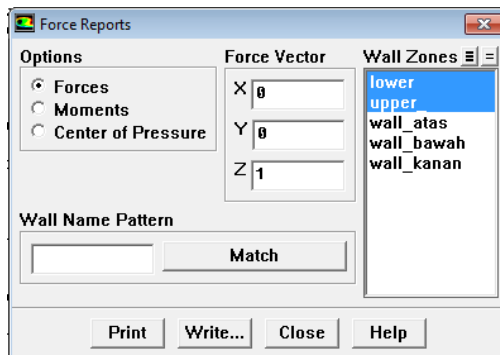 Force Reports
Options
Forces
Moments
Center of Pressure
Force Vector
X 0
Y 0
Z 1
Wall Zones
lower
upper_
wall_atas
wall_bawah
wall_kanan
Wall Name Pattern
Match
Print Write... Close Help